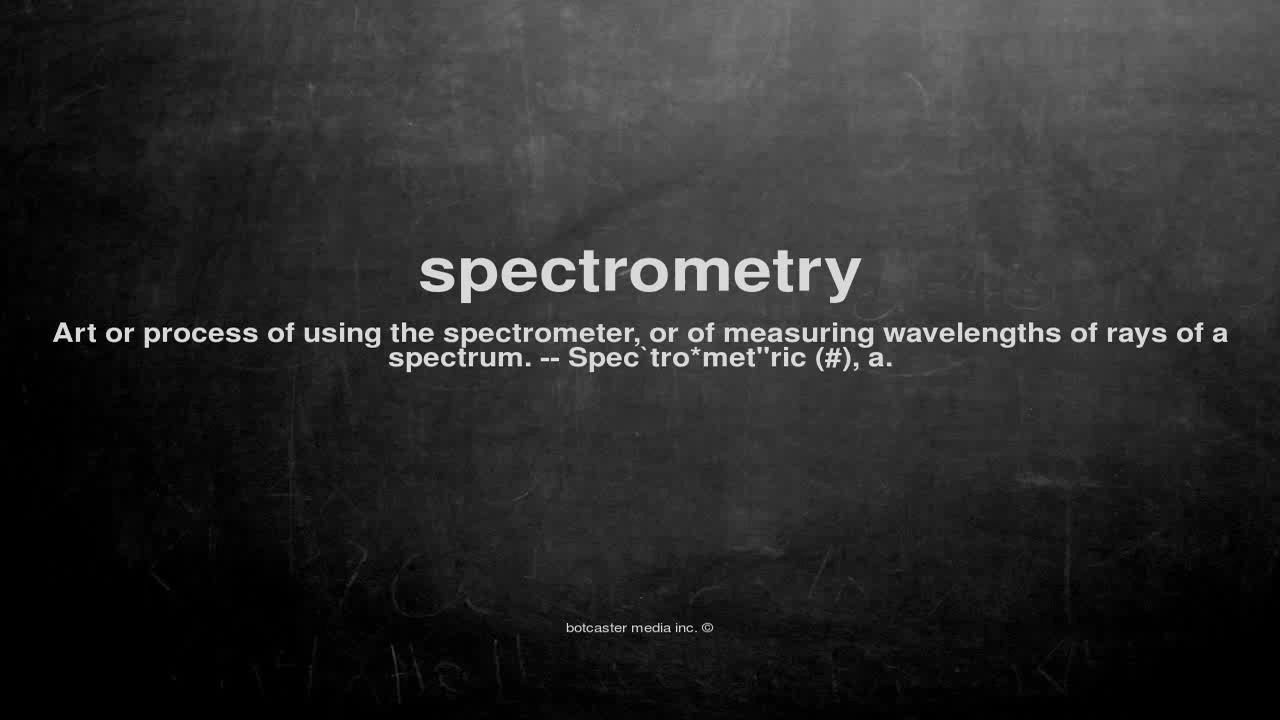 spectrometry
Art or process of using the spectrometer, or of measuring wavelengths of rays of a
spectrum. -- Spec`tro*met"ric (#), a.
botcaster media inc. ©